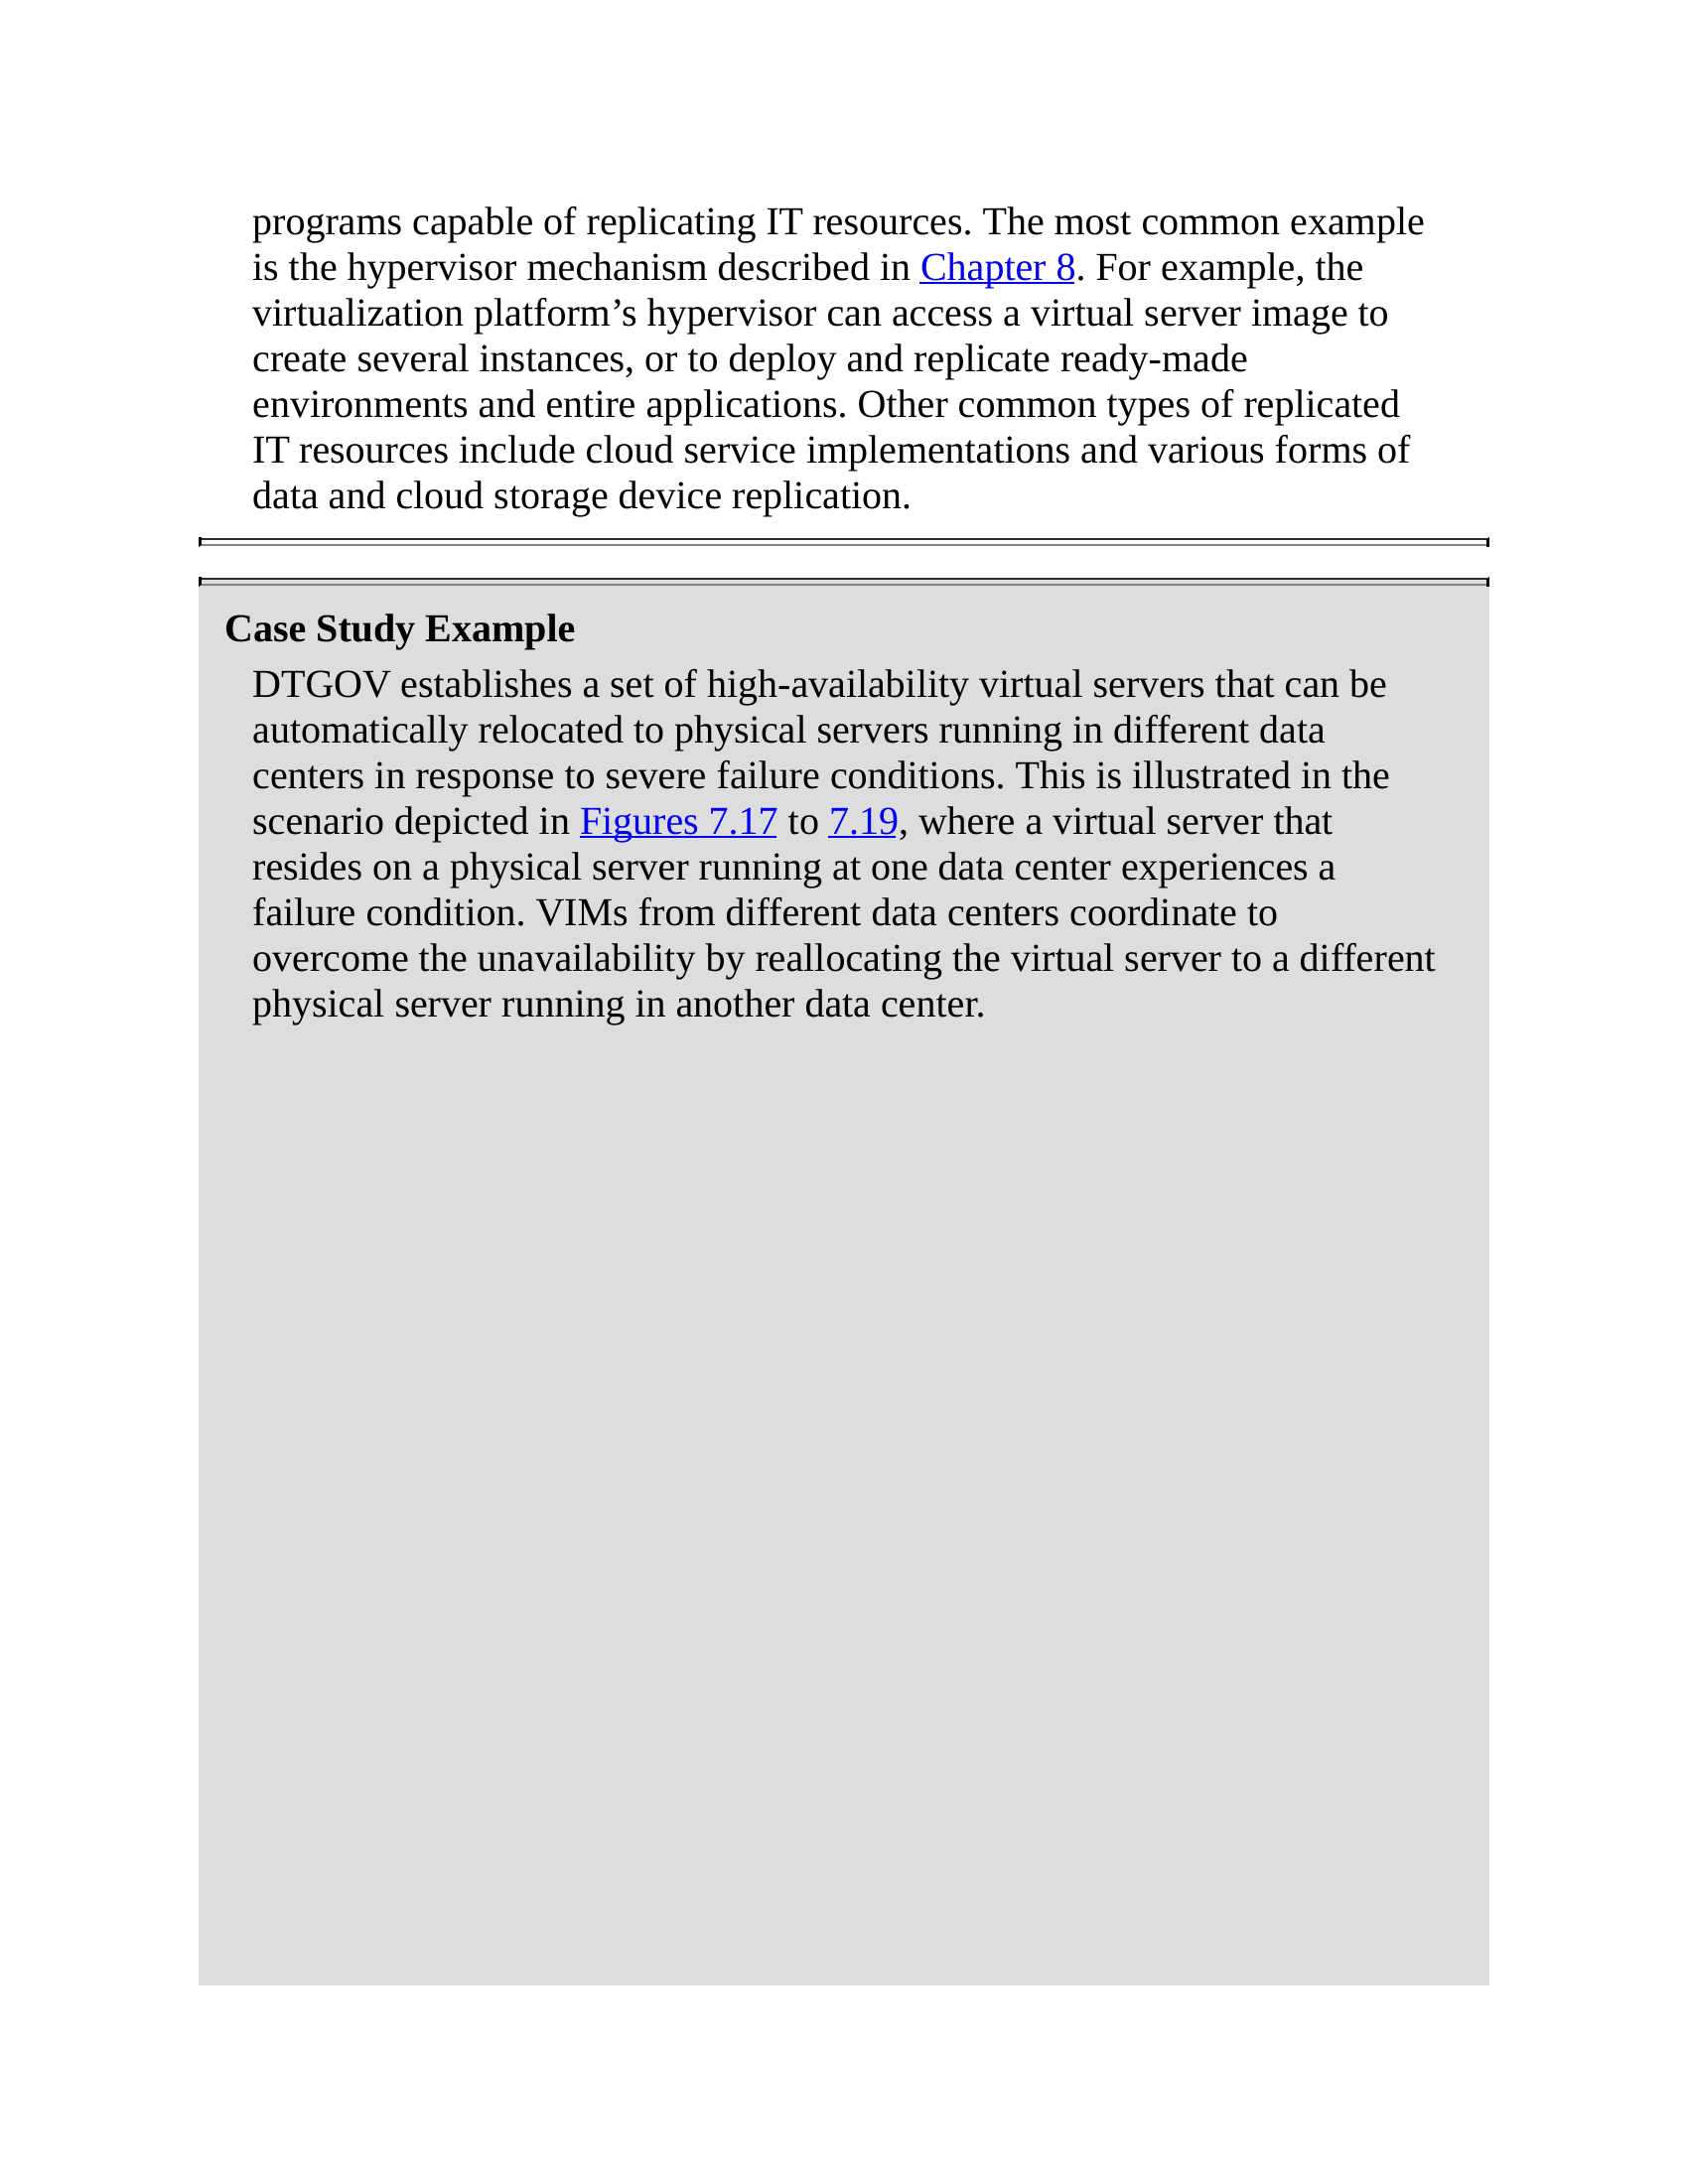 programs capable of replicating IT resources. The most common example
is the hypervisor mechanism described in Chapter 8. For example, the
virtualization platform’s hypervisor can access a virtual server image to
create several instances, or to deploy and replicate ready-made
environments and entire applications. Other common types of replicated
IT resources include cloud service implementations and various forms of
data and cloud storage device replication.
Case Study Example
DTGOV establishes a set of high-availability virtual servers that can be
automatically relocated to physical servers running in different data
centers in response to severe failure conditions. This is illustrated in the
scenario depicted in Figures 7.17 to 7.19, where a virtual server that
resides on a physical server running at one data center experiences a
failure condition. VIMs from different data centers coordinate to
overcome the unavailability by reallocating the virtual server to a different
physical server running in another data center.